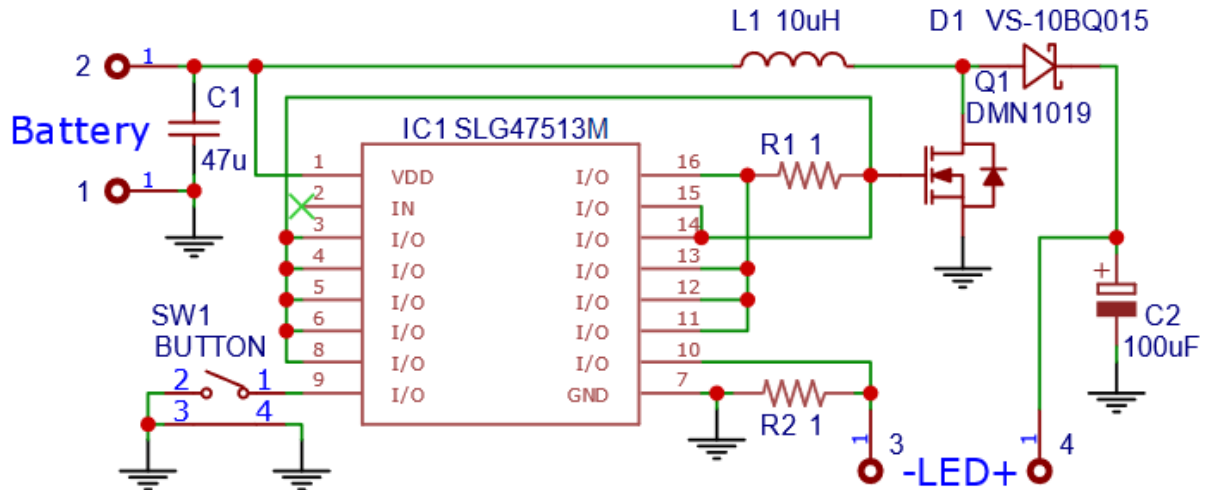 L1 10uH
D1 VS-10BQ015
2 1
C1
47u
Battery
1 1
Q1
DMN1019
IC1 SLG47513M
R1 1
1 VDD I/O 16
2 IN I/O 15
3 I/O I/O 14
4 I/O I/O 13
5 I/O I/O 12
6 I/O I/O 11
8 I/O I/O 10
9 I/O GND 7
SW1
BUTTON
2 1
3 4
R2 1
+
C2
100uF
1 3
1 4
-LED+